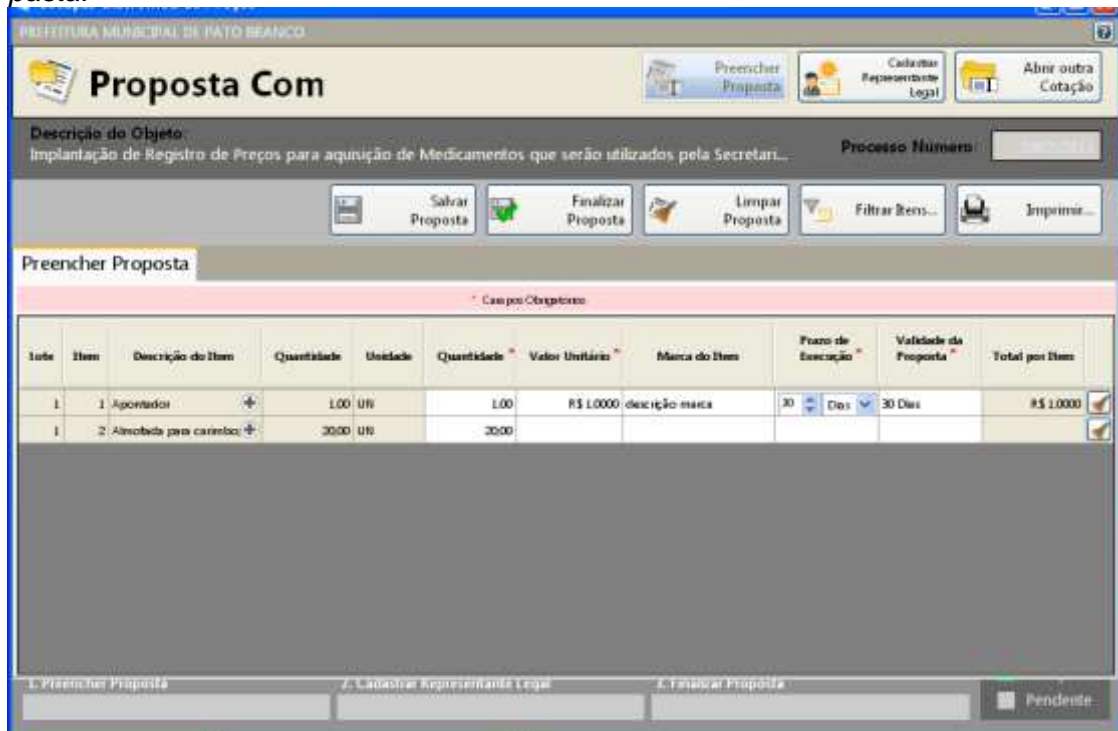 PREFEITURA MUNICIPAL DE PATO BRANCO
Proposta Com
Preencher
Proposta
Cadastrar
Representante
Legal
Abrir outra
Cotação
Descrição do Objeto:
Implantação de Registro de Preços para aquisição de Medicamentos que serão utilizados pela Secretari...
Processo Número:
Salvar
Proposta
Finalizar
Proposta
Limpar
Proposta
Filtrar Itens...
Imprimir...
Preencher Proposta
* Campos Obrigatórios
Lote Item Descrição do Item Quantidade Unidade Quantidade * Valor Unitário * Marca do Item Prazo de Execução * Validade da Proposta * Total por Item
1 1 Apontador 1,00 UN 1,00 R$ 1,0000 descrição marca 30 Dias 30 Dias R$ 1,0000
1 2 Almofada para carimbo; 20,00 UN 20,00
1. Preencher Proposta 2. Cadastrar Representante Legal 3. Finalizar Proposta
Pendente